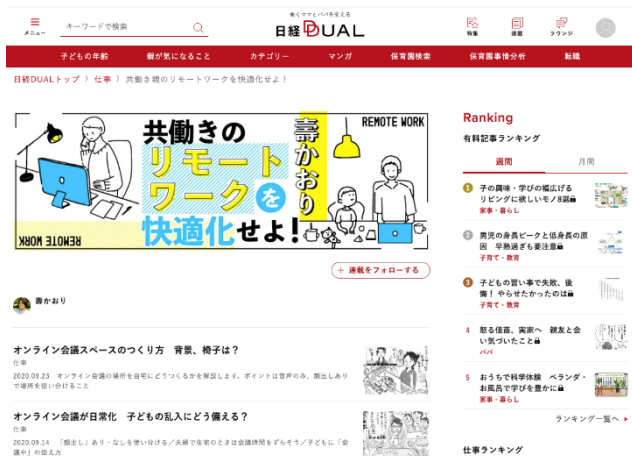 メニュー
キーワードで検索
働くママとパパを支える
日経DUAL
特集
連載
ラウンジ
子どもの年齢 親が気になること カテゴリー マンガ 保育園検索 保育園事情分析 転職
日経DUALトップ 〉 仕事 〉 共働き親のリモートワークを快適化せよ！
共働きの
リモート
ワークを
快適化せよ！
壽かおり
REMOTE WORK
REMOTE WORK
＋ 連載をフォローする
壽かおり
オンライン会議スペースのつくり方 背景、椅子は？
仕事
2020.09.23 オンライン会議の場所を自宅にどうつくるかを解説します。ポイントは音声のみ、顔出しあり
で場所を使い分けること
オンライン会議が日常化 子どもの乱入にどう備える？
仕事
2020.09.14 「顔出し」あり・なしを使い分ける／夫婦で在宅のときは会議時間をずらそう／子どもに「会
議中」の伝え方
Ranking
有料記事ランキング
週間 月間
1 子の興味・学びの幅広げる
リビングに欲しいモノ8選
家事・暮らし
2 男児の身長ピークと低身長の原
因 早熟過ぎも要注意
子育て・教育
3 子どもの習い事で失敗、後
悔！ やらせたかったのは
子育て・教育
4 怒る佳苗、実家へ 親友と会
い気づいたこと
パパ
5 おうちで科学体験 ベランダ・
お風呂で学びを豊かに
家事・暮らし
ランキング一覧へ
仕事ランキング